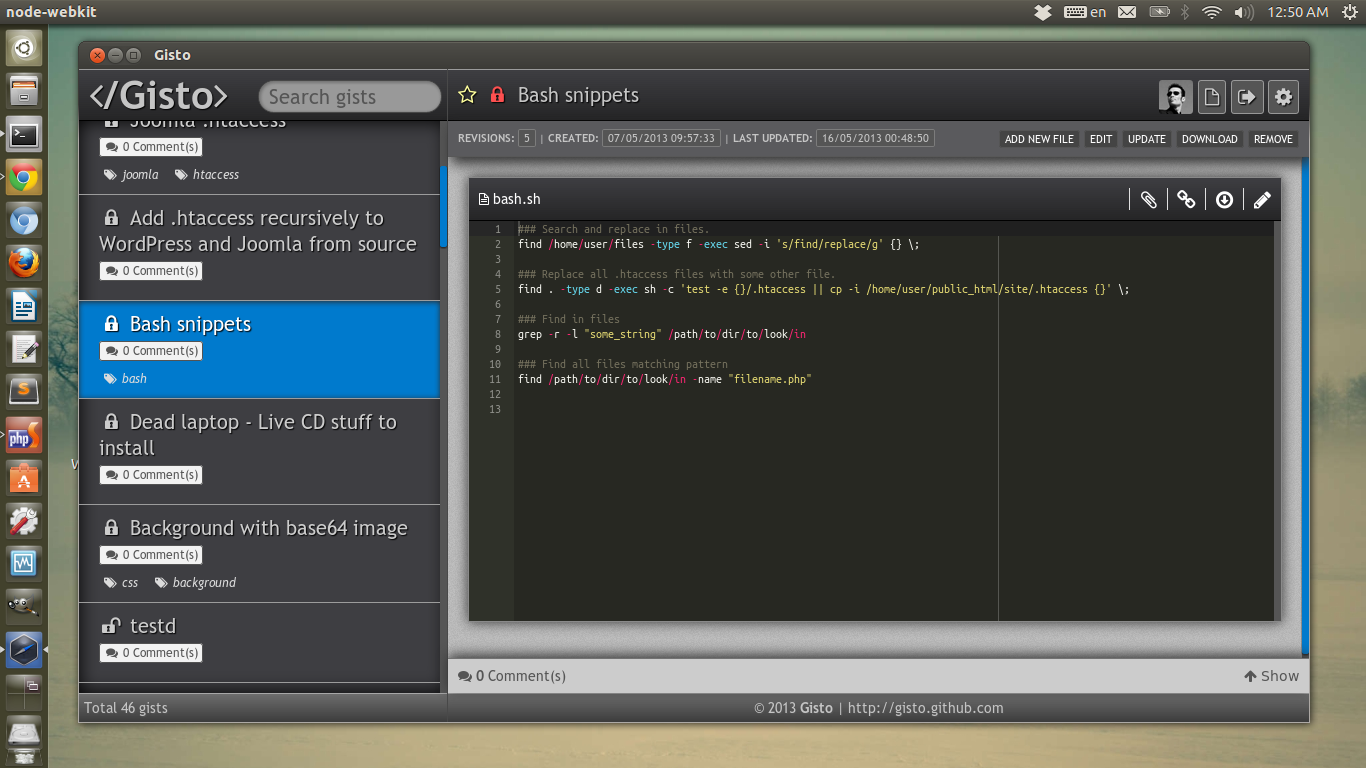 node-webkit
en
12:50 AM
Gisto
</Gisto>
Search gists
Bash snippets
Joomla .htaccess
0 Comment(s)
joomla htaccess
Add .htaccess recursively to
WordPress and Joomla from source
0 Comment(s)
Bash snippets
0 Comment(s)
bash
Dead laptop - Live CD stuff to
install
0 Comment(s)
Background with base64 image
0 Comment(s)
css background
testd
0 Comment(s)
Total 46 gists
REVISIONS: 5 | CREATED: 07/05/2013 09:57:33 | LAST UPDATED: 16/05/2013 00:48:50
ADD NEW FILE EDIT UPDATE DOWNLOAD REMOVE
bash.sh
1 ### Search and replace in files.
2 find /home/user/files -type f -exec sed -i 's/find/replace/g' {} \;
3
4 ### Replace all .htaccess files with some other file.
5 find . -type d -exec sh -c 'test -e {}/.htaccess || cp -i /home/user/public_html/site/.htaccess {}' \;
6
7 ### Find in files
8 grep -r -l "some_string" /path/to/dir/to/look/in
9
10 ### Find all files matching pattern
11 find /path/to/dir/to/look/in -name "filename.php"
12
13
0 Comment(s)
Show
© 2013 Gisto | http://gisto.github.com
php